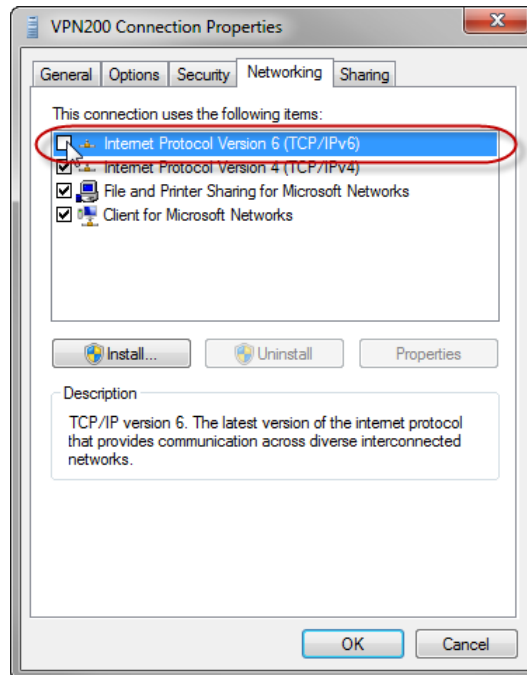 VPN200 Connection Properties
General Options Security Networking Sharing
This connection uses the following items:
Internet Protocol Version 6 (TCP/IPv6)
Internet Protocol Version 4 (TCP/IPv4)
File and Printer Sharing for Microsoft Networks
Client for Microsoft Networks
Install... Uninstall Properties
Description
TCP/IP version 6. The latest version of the internet protocol
that provides communication across diverse interconnected
networks.
OK Cancel